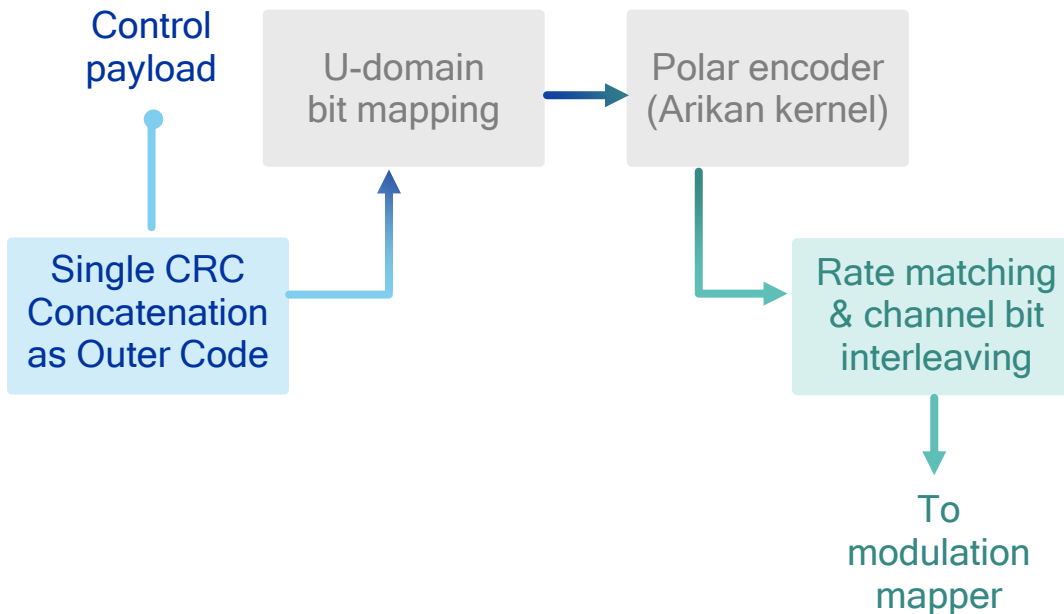 Control
payload
U-domain
bit mapping
Polar encoder
(Arikan kernel)
Single CRC
Concatenation
as Outer Code
Rate matching
& channel bit
interleaving
To
modulation
mapper